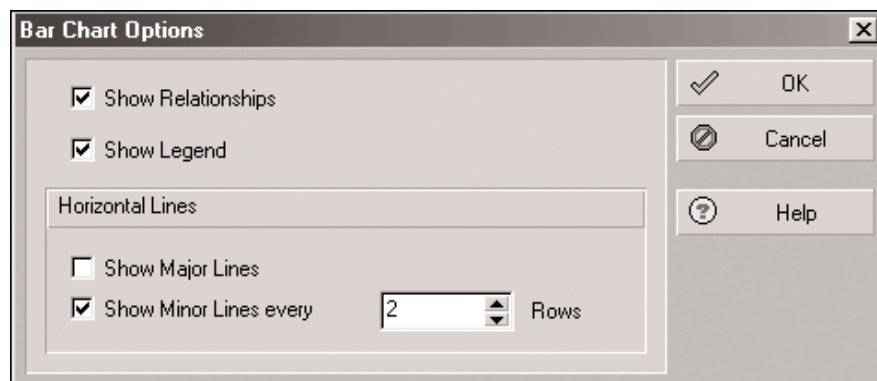 Bar Chart Options
Show Relationships
Show Legend
Horizontal Lines
Show Major Lines
Show Minor Lines every 2 Rows
OK
Cancel
Help